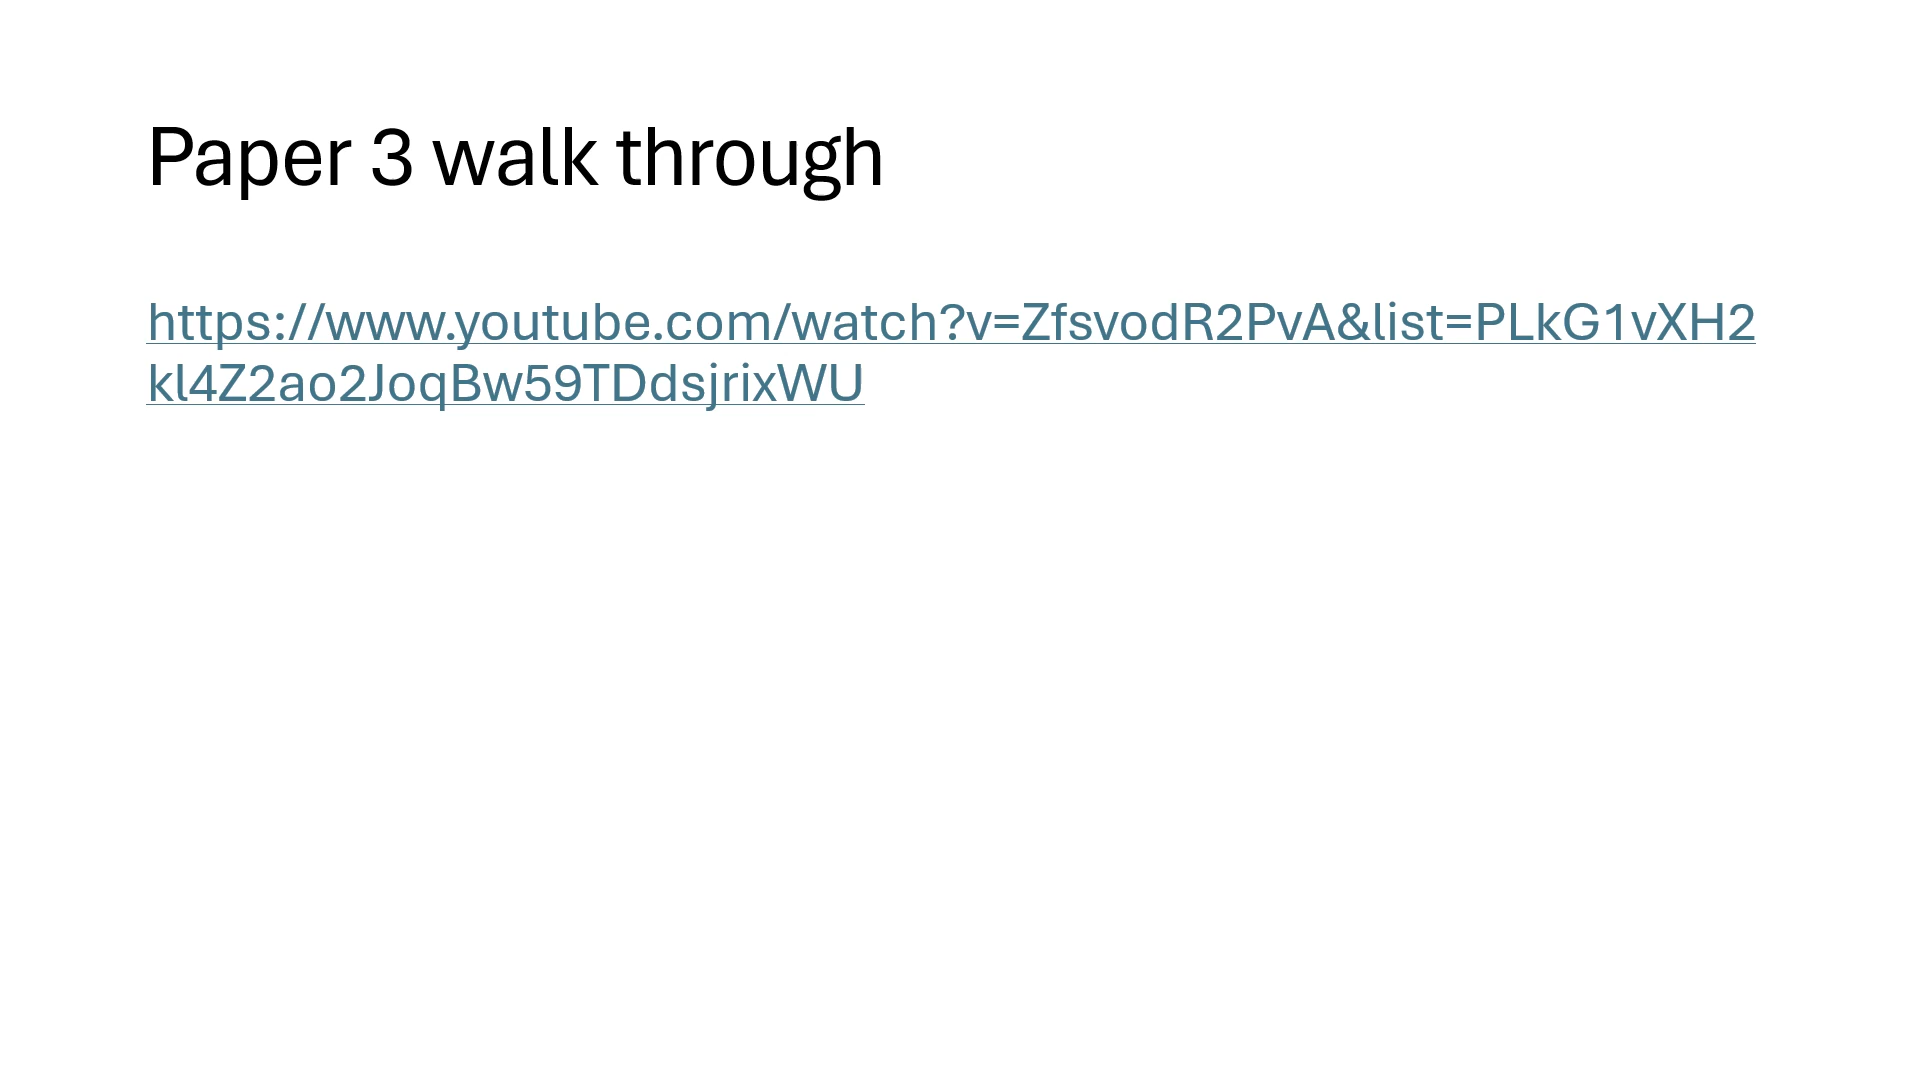 Paper 3 walk through
https://www.youtube.com/watch?v=ZfsvodR2PvA&list=PLkG1vXH2
kl4Z2ao2JoqBw59TDdsjrixWU